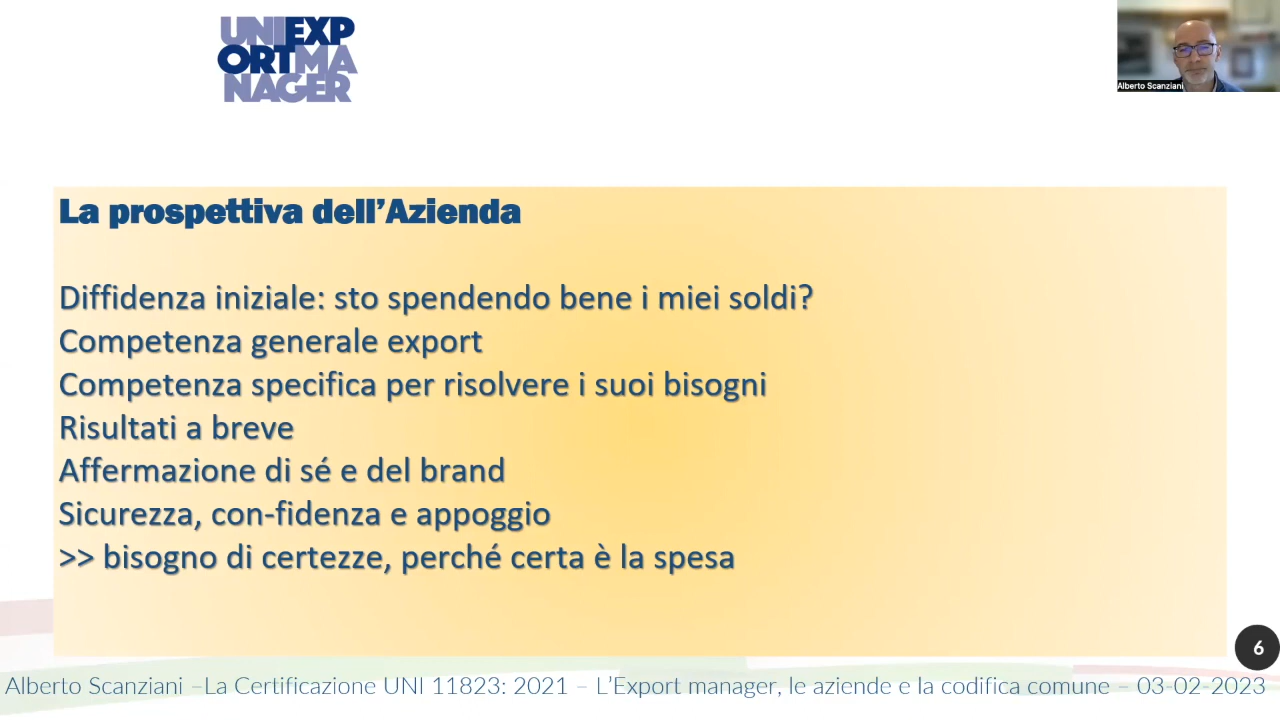 UNIEXP
ORTMA
NAGER
Alberto Scanziani
La prospettiva dell’Azienda
Diffidenza iniziale: sto spendendo bene i miei soldi?
Competenza generale export
Competenza specifica per risolvere i suoi bisogni
Risultati a breve
Affermazione di sé e del brand
Sicurezza, con-fidenza e appoggio
>> bisogno di certezze, perché certa è la spesa
6
Alberto Scanziani –La Certificazione UNI 11823: 2021 – L’Export manager, le aziende e la codifica comune – 03-02-2023